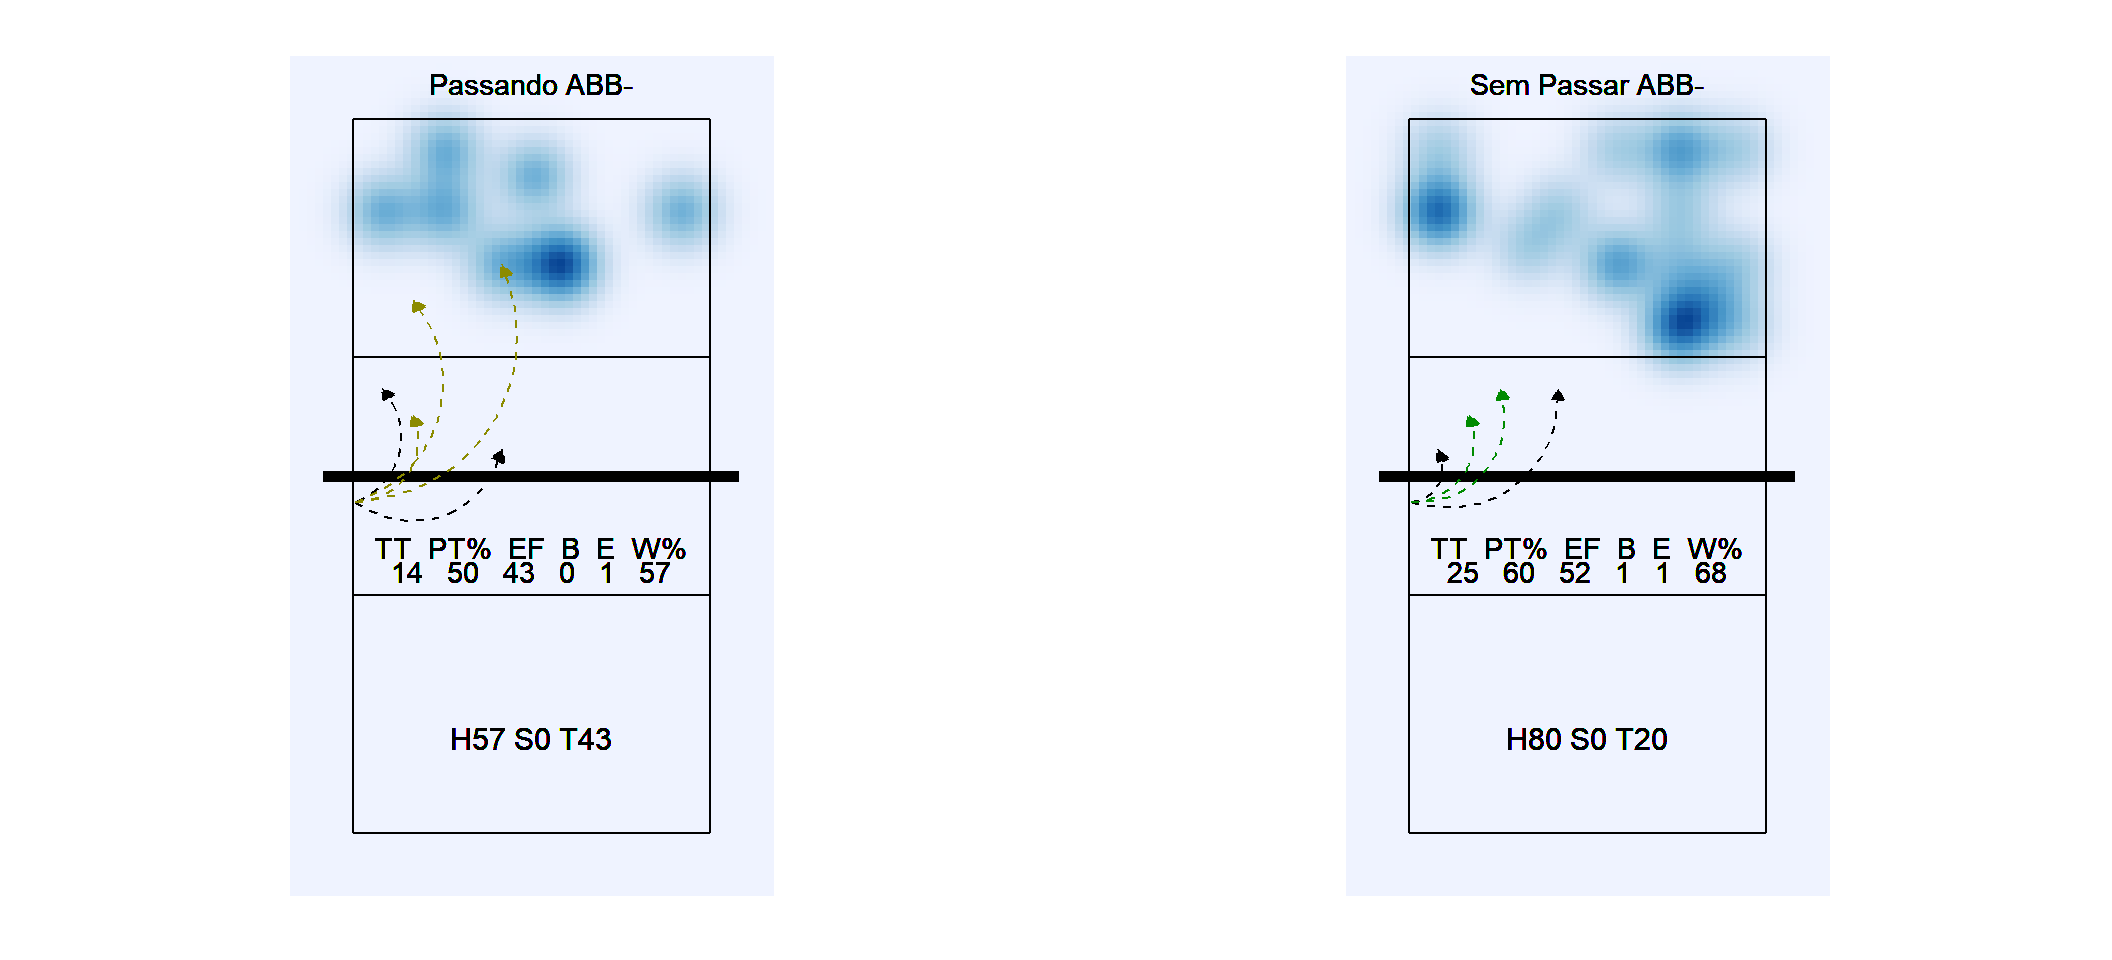 Passando ABB-
TT PT% EF B E W%
14 50 43 0 1 57
H57 S0 T43
Sem Passar ABB-
TT PT% EF B E W%
25 60 52 1 1 68
H80 S0 T20